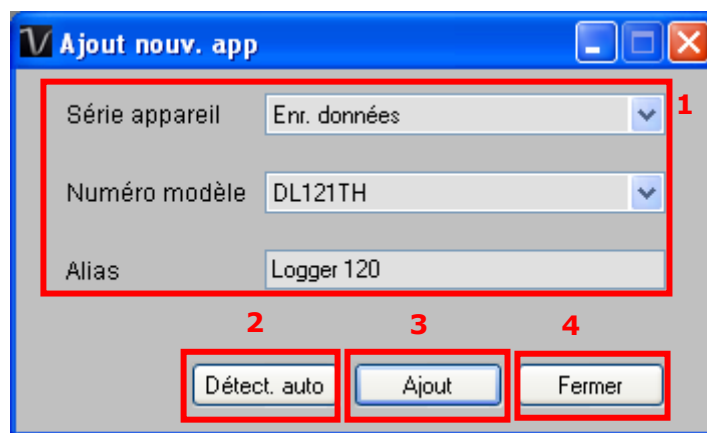 Ajout nouv. app
Série appareil Enr. données 1
Numéro modèle DL121TH
Alias Logger 120
2 3 4
Détect. auto Ajout Fermer